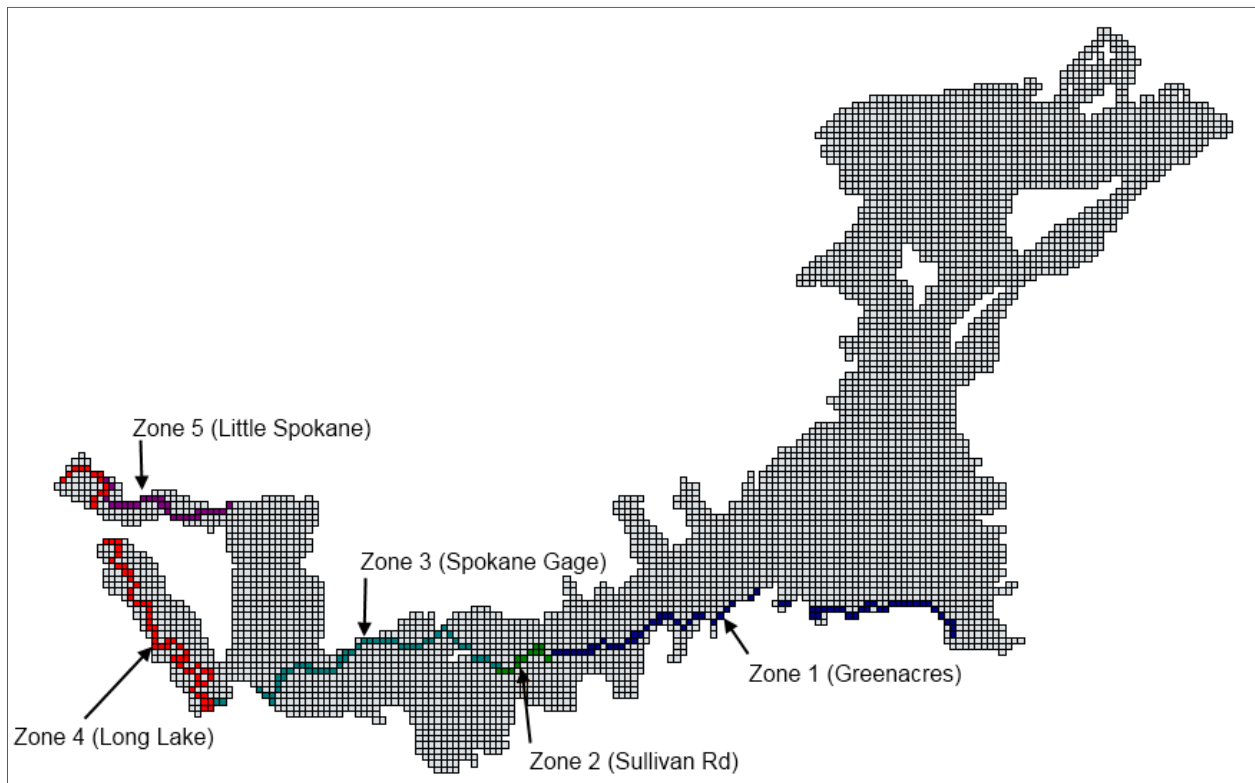 Zone 5 (Little Spokane)
Zone 3 (Spokane Gage)
Zone 1 (Greenacres)
Zone 4 (Long Lake)
Zone 2 (Sullivan Rd)